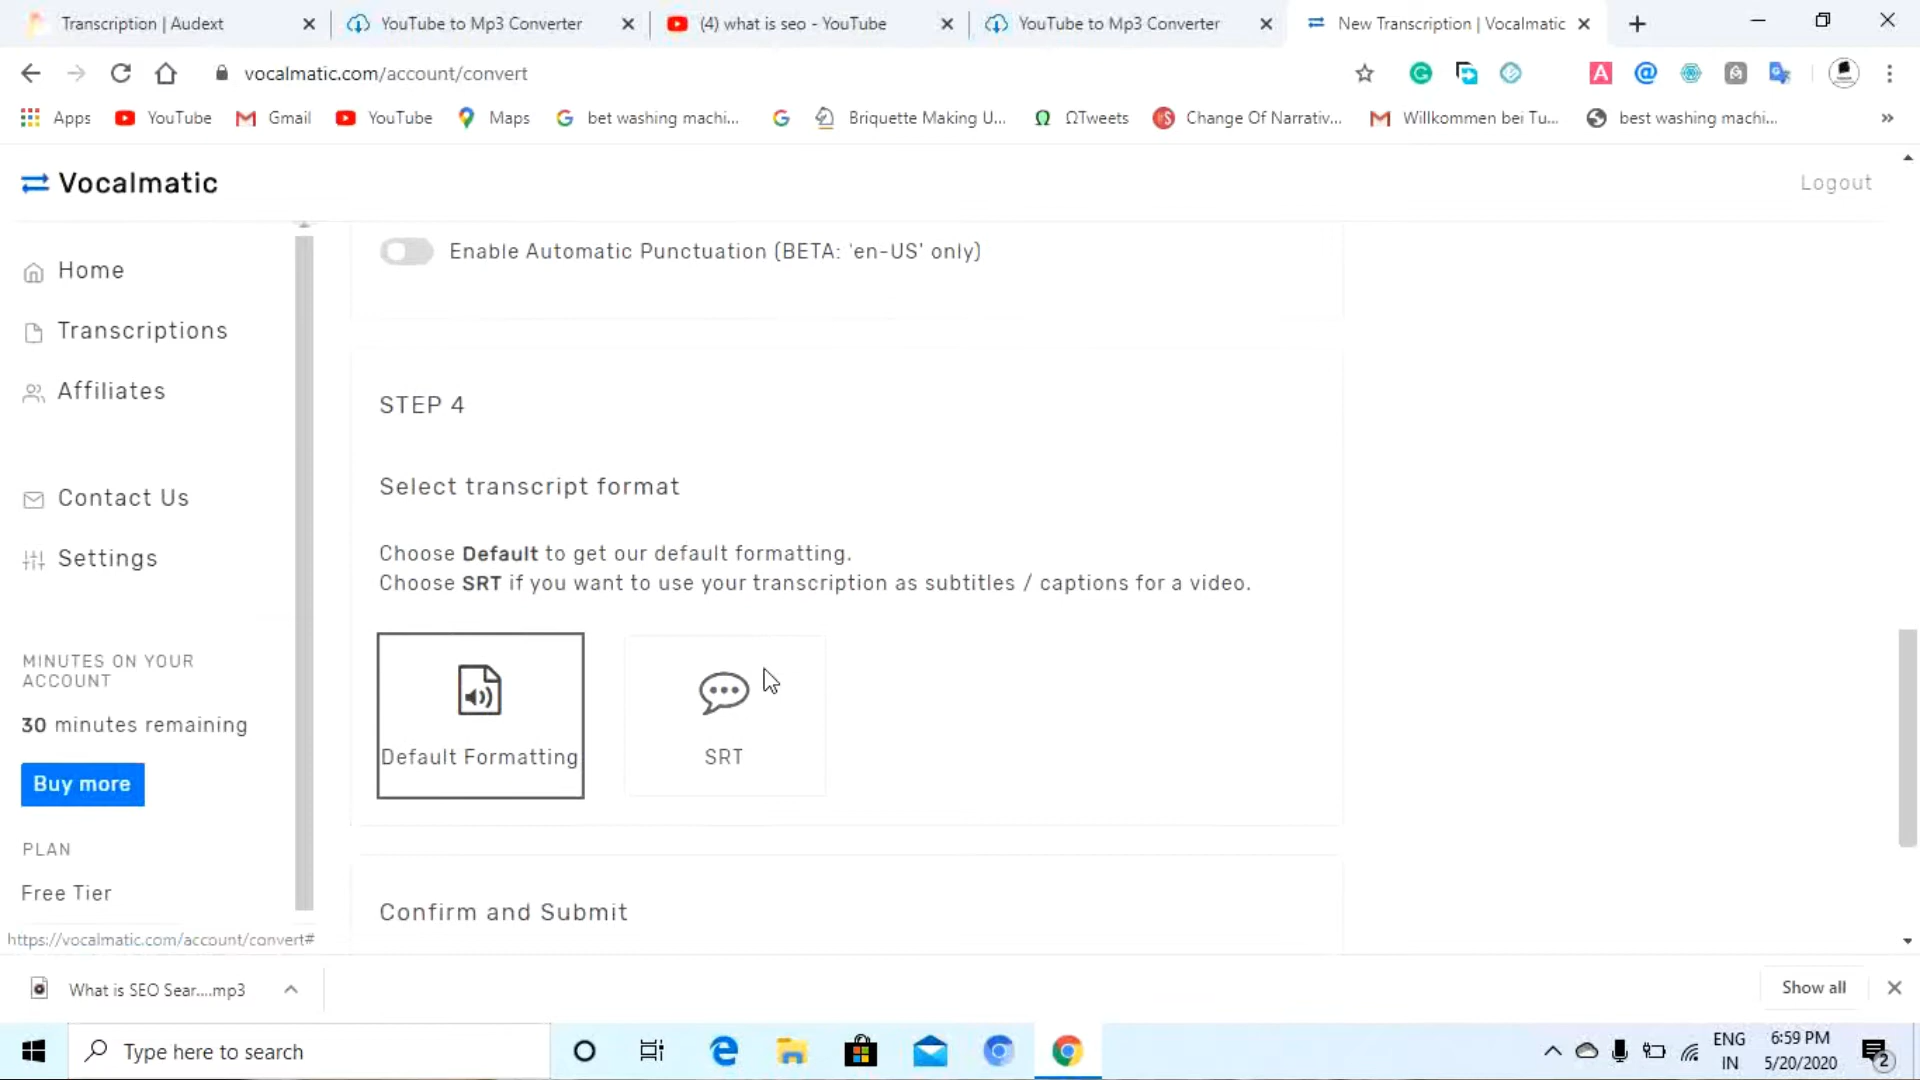 Transcription | Audext
YouTube to Mp3 Converter
(4) what is seo - YouTube
YouTube to Mp3 Converter
New Transcription | Vocalmatic
vocalmatic.com/account/convert
Apps
YouTube
Gmail
YouTube
Maps
bet washing machi...
Briquette Making U...
ΩTweets
Change Of Narrativ...
Willkommen bei Tu...
best washing machi...
Vocalmatic
Logout
Home
Transcriptions
Affiliates
Contact Us
Settings
MINUTES ON YOUR
ACCOUNT
30 minutes remaining
Buy more
PLAN
Free Tier
https://vocalmatic.com/account/convert#
Enable Automatic Punctuation (BETA: 'en-US' only)
STEP 4
Select transcript format
Choose Default to get our default formatting.
Choose SRT if you want to use your transcription as subtitles / captions for a video.
Default Formatting
SRT
Confirm and Submit
What is SEO Sear....mp3
Show all
Type here to search
ENG
IN
6:59 PM
5/20/2020
2